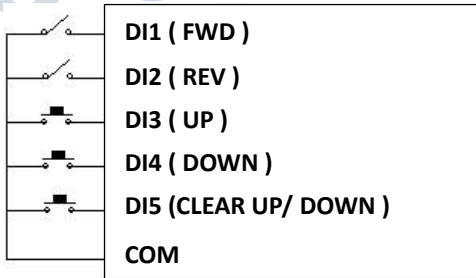 DI1 ( FWD )
DI2 ( REV )
DI3 ( UP )
DI4 ( DOWN )
DI5 (CLEAR UP/ DOWN )
COM